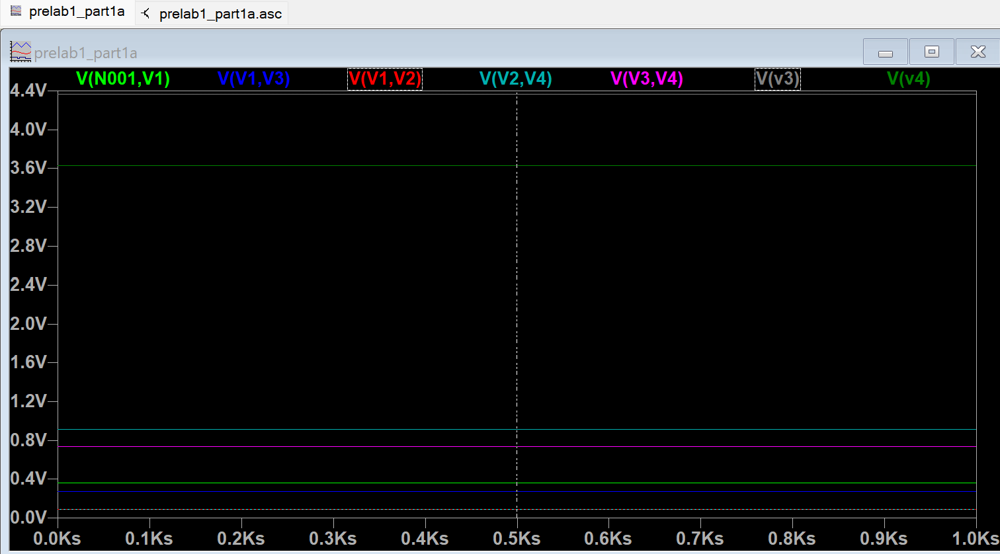 prelab1_part1a prelab1_part1a.asc
prelab1_part1a
V(N001,V1) V(V1,V3) V(V1,V2) V(V2,V4) V(V3,V4) V(v3) V(v4)
4.4V
4.0V
3.6V
3.2V
2.8V
2.4V
2.0V
1.6V
1.2V
0.8V
0.4V
0.0V
0.0Ks 0.1Ks 0.2Ks 0.3Ks 0.4Ks 0.5Ks 0.6Ks 0.7Ks 0.8Ks 0.9Ks 1.0Ks